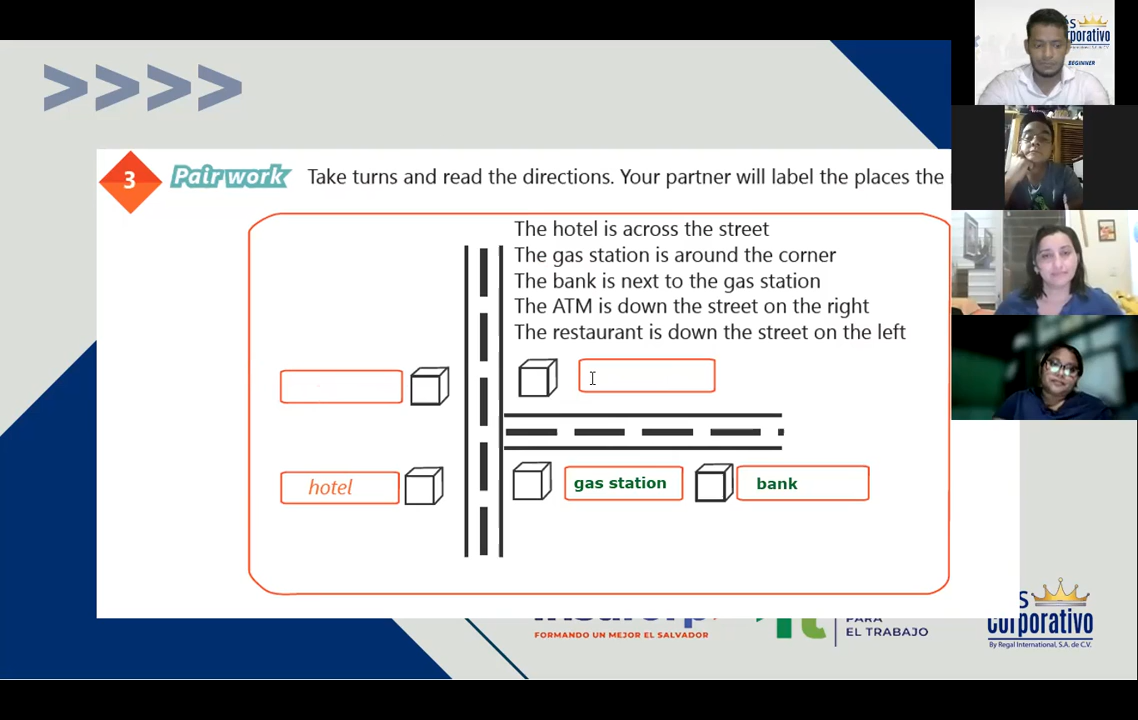 >>>>
3
Pair work
Take turns and read the directions. Your partner will label the places the
The hotel is across the street
The gas station is around the corner
The bank is next to the gas station
The ATM is down the street on the right
The restaurant is down the street on the left
hotel
gas station
bank
FORMANDO UN MEJOR EL SALVADOR
PARA
EL TRABAJO
corporativo
By Regal International, S.A. de C.V.
és
orporativo
BEGINNER